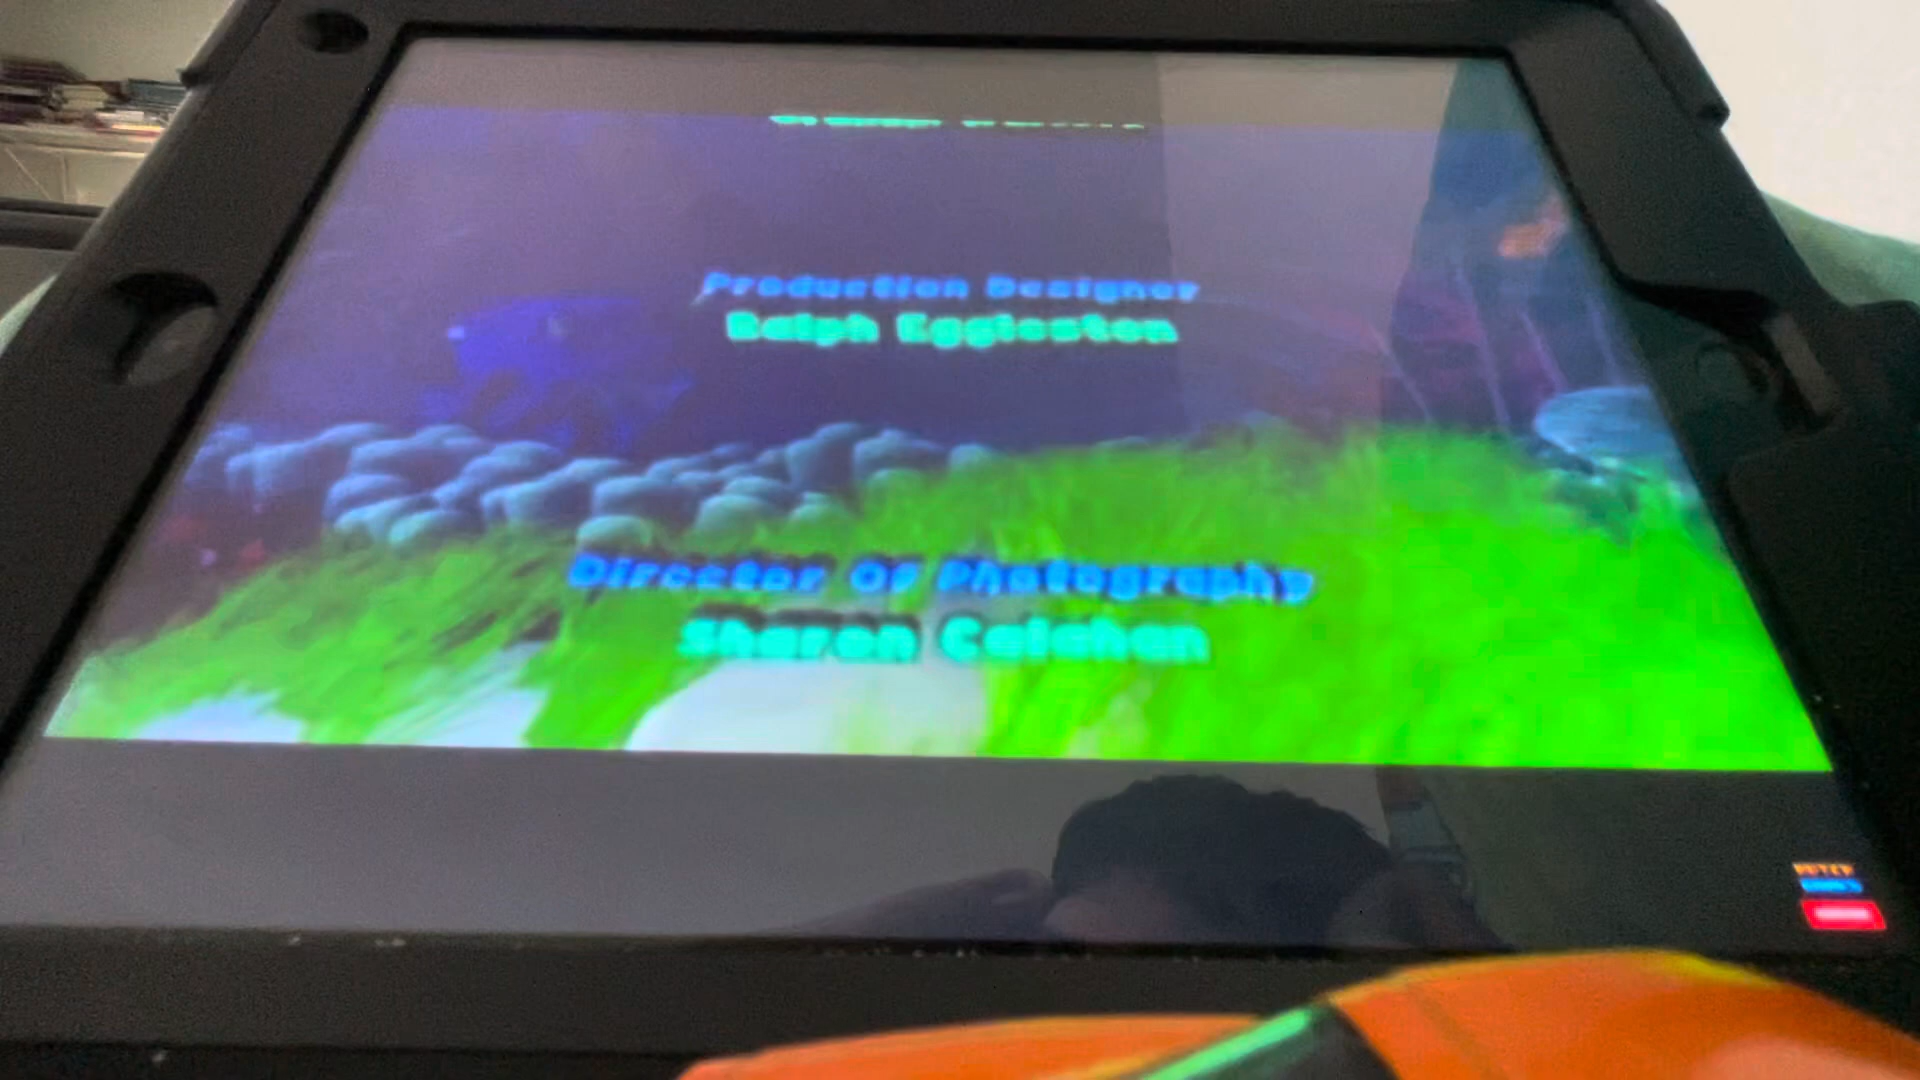 Production Designer
Ralph Eggleston
Director Of Photography
Sharon Calahan